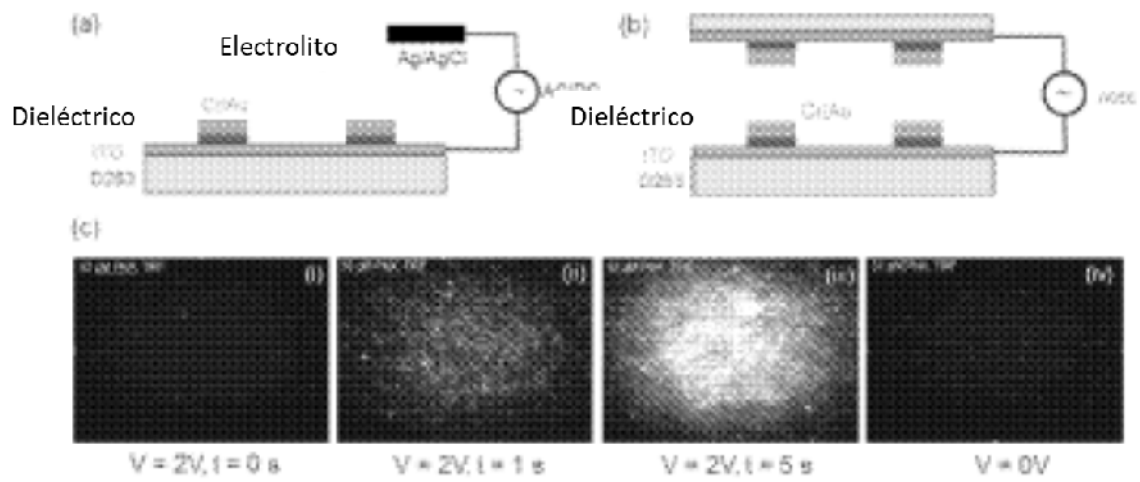 (a)
Electrolito
Ag/AgCl
Cr/Au
Dieléctrico
ITO
D263
(b)
Cr/Au
Dieléctrico
ITO
D263
(c)
(i)
(ii)
(iii)
(iv)
V = 2V, t = 0 s
V = 2V, t = 1 s
V = 2V, t = 5 s
V = 0V